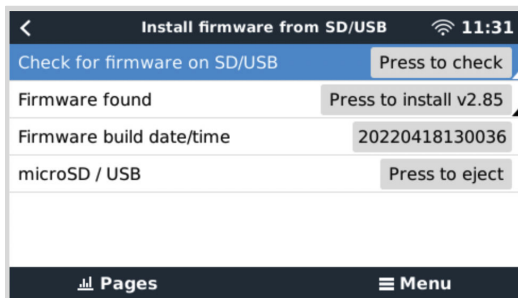 Install firmware from SD/USB 11:31
Check for firmware on SD/USB Press to check
Firmware found Press to install v2.85
Firmware build date/time 20220418130036
microSD / USB Press to eject
Pages Menu